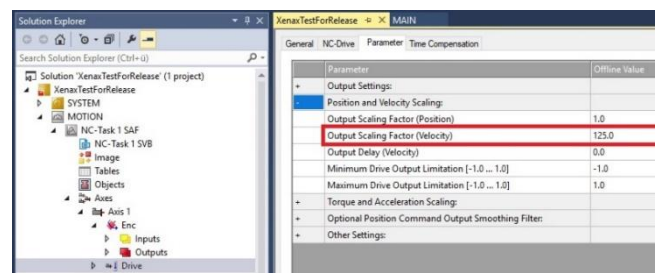 Solution Explorer
Search Solution Explorer (Ctrl+ü)
Solution 'XenaxTestForRelease' (1 project)
XenaxTestForRelease
SYSTEM
MOTION
NC-Task 1 SAF
NC-Task 1 SVB
Image
Tables
Objects
Axes
Axis 1
Enc
Inputs
Outputs
Drive
XenaxTestForRelease MAIN
General NC-Drive Parameter Time Compensation
Parameter Offline Value
+ Output Settings:
- Position and Velocity Scaling:
Output Scaling Factor (Position) 1.0
Output Scaling Factor (Velocity) 125.0
Output Delay (Velocity) 0.0
Minimum Drive Output Limitation [-1.0 ... 1.0] -1.0
Maximum Drive Output Limitation [-1.0 ... 1.0] 1.0
+ Torque and Acceleration Scaling:
+ Optional Position Command Output Smoothing Filter:
+ Other Settings: